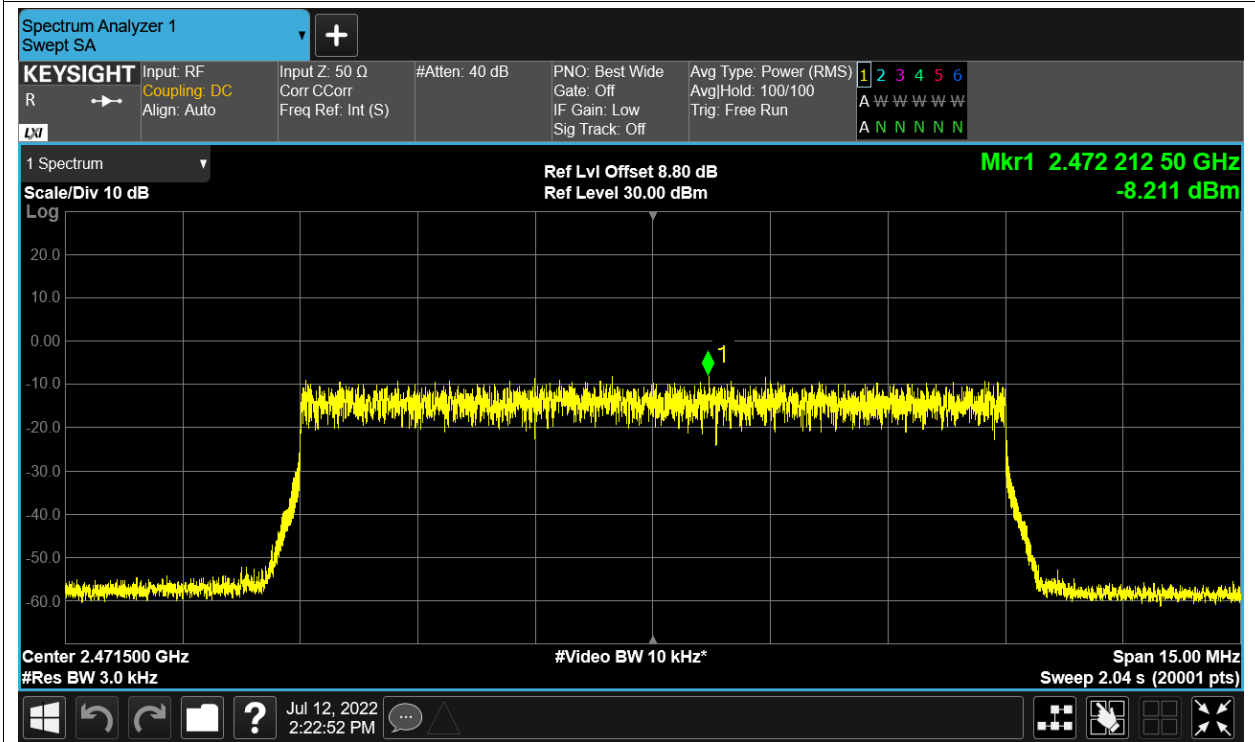 Spectrum Analyzer 1
Swept SA
+
KEYSIGHT
R
LXI
Input: RF
Coupling: DC
Align: Auto
Input Z: 50 Ω
Corr CCorr
Freq Ref: Int (S)
#Atten: 40 dB
PNO: Best Wide
Gate: Off
IF Gain: Low
Sig Track: Off
Avg Type: Power (RMS)
Avg|Hold: 100/100
Trig: Free Run
1 2 3 4 5 6
A W W W W W
A N N N N N
1 Spectrum
Scale/Div 10 dB
Log
Ref Lvl Offset 8.80 dB
Ref Level 30.00 dBm
Mkr1 2.472 212 50 GHz
-8.211 dBm
20.0
10.0
0.00
-10.0
-20.0
-30.0
-40.0
-50.0
-60.0
1
Center 2.471500 GHz
#Res BW 3.0 kHz
#Video BW 10 kHz*
Span 15.00 MHz
Sweep 2.04 s (20001 pts)
?
Jul 12, 2022
2:22:52 PM